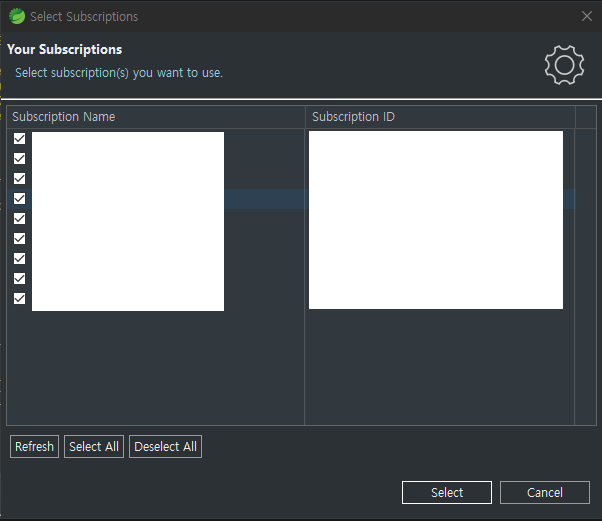 Select Subscriptions
Your Subscriptions
Select subscription(s) you want to use.
Subscription Name Subscription ID
Refresh Select All Deselect All
Select Cancel